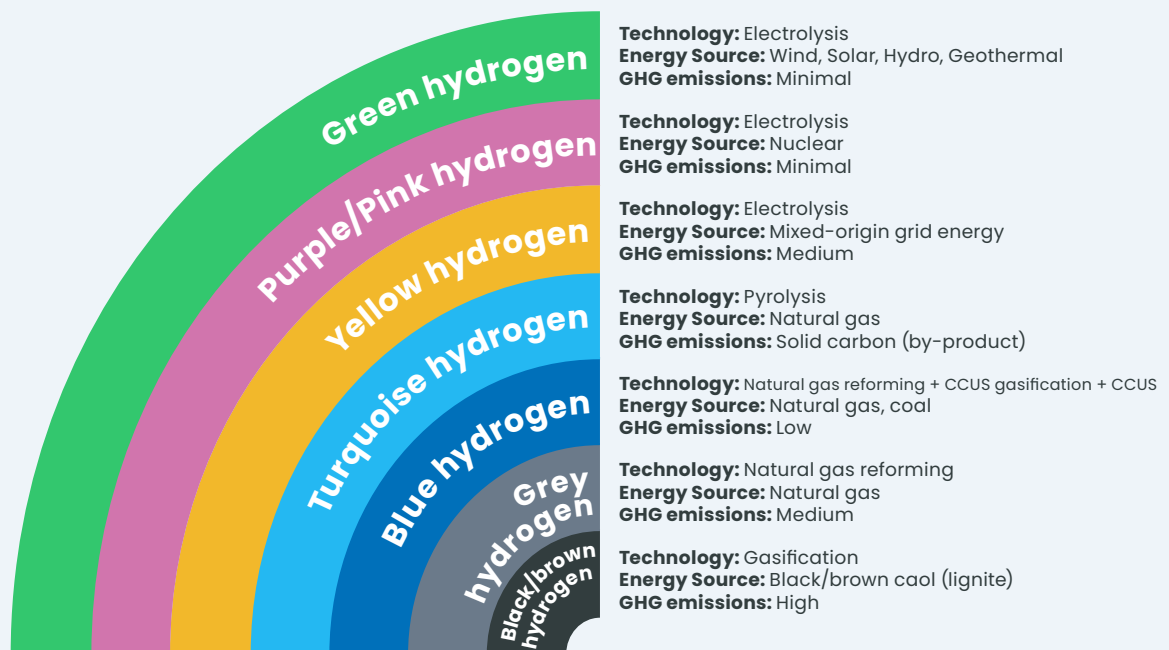 Green hydrogen
Technology: Electrolysis
Energy Source: Wind, Solar, Hydro, Geothermal
GHG emissions: Minimal
Purple/Pink hydrogen
Technology: Electrolysis
Energy Source: Nuclear
GHG emissions: Minimal
Yellow hydrogen
Technology: Electrolysis
Energy Source: Mixed-origin grid energy
GHG emissions: Medium
Turquoise hydrogen
Technology: Pyrolysis
Energy Source: Natural gas
GHG emissions: Solid carbon (by-product)
Blue hydrogen
Technology: Natural gas reforming + CCUS gasification + CCUS
Energy Source: Natural gas, coal
GHG emissions: Low
Grey
hydrogen
Technology: Natural gas reforming
Energy Source: Natural gas
GHG emissions: Medium
Black/brown
hydrogen
Technology: Gasification
Energy Source: Black/brown caol (lignite)
GHG emissions: High